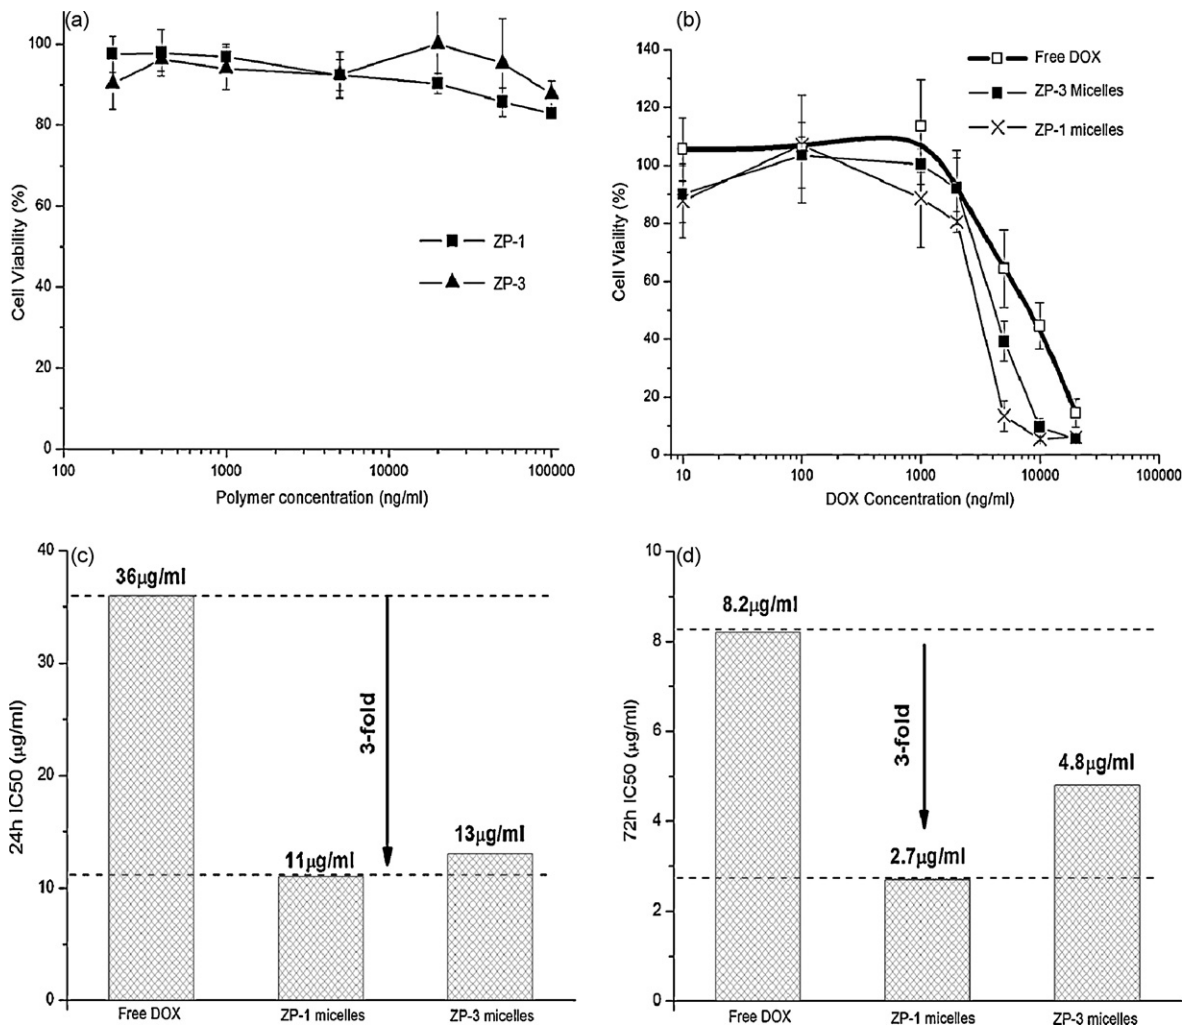 (a)
100
80
60
40
20
0
Cell Viability (%)
ZP-1
ZP-3
100
1000
10000
100000
Polymer concentration (ng/ml)
(b)
140
120
100
80
60
40
20
0
Cell Viaility (%)
Free DOX
ZP-3 Micelles
ZP-1 micelles
10
100
1000
10000
100000
DOX Concentration (ng/ml)
(c)
40
30
20
10
0
24h IC50 (μg/ml)
36μg/ml
3-fold
11μg/ml
13μg/ml
Free DOX
ZP-1 micelles
ZP-3 micelles
(d)
10
8
6
4
2
0
72h IC50 (μg/ml)
8.2μg/ml
3-fold
2.7μg/ml
4.8μg/ml
Free DOX
ZP-1 micelles
ZP-3 micelles